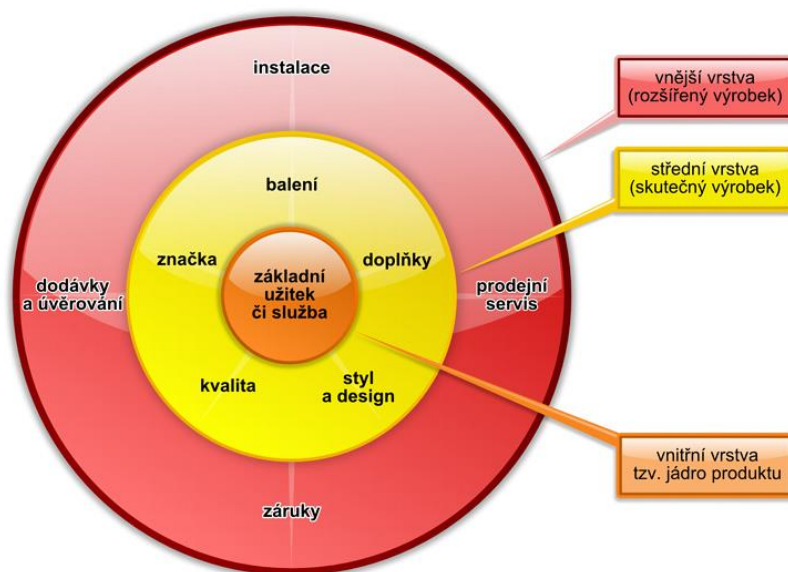 instalace
vnější vrstva
(rozšířený výrobek)
balení
střední vrstva
(skutečný výrobek)
značka
doplňky
základní
užitek
či služba
dodávky
a úvěrování
prodejní
servis
kvalita
styl
a design
vnitřní vrstva
tzv. jádro produktu
záruky